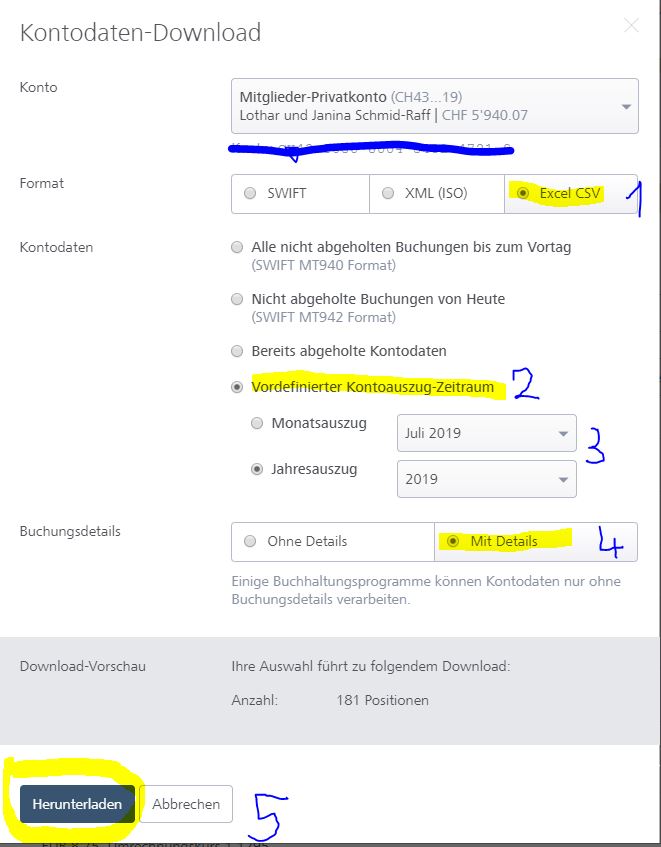 Kontodaten-Download
Konto
Mitglieder-Privatkonto (CH43...19)
Lothar und Janina Schmid-Raff | CHF 5'940.07
Format
SWIFT XML (ISO) Excel CSV 1
Kontodaten
Alle nicht abgeholten Buchungen bis zum Vortag
(SWIFT MT940 Format)
Nicht abgeholte Buchungen von Heute
(SWIFT MT942 Format)
Bereits abgeholte Kontodaten
Vordefinierter Kontoauszug-Zeitraum 2
Monatsauszug Juli 2019
3
Jahresauszug 2019
Buchungsdetails
Ohne Details Mit Details 4
Einige Buchhaltungsprogramme können Kontodaten nur ohne
Buchungsdetails verarbeiten.
Download-Vorschau Ihre Auswahl führt zu folgendem Download:
Anzahl: 181 Positionen
Herunterladen Abbrechen 5